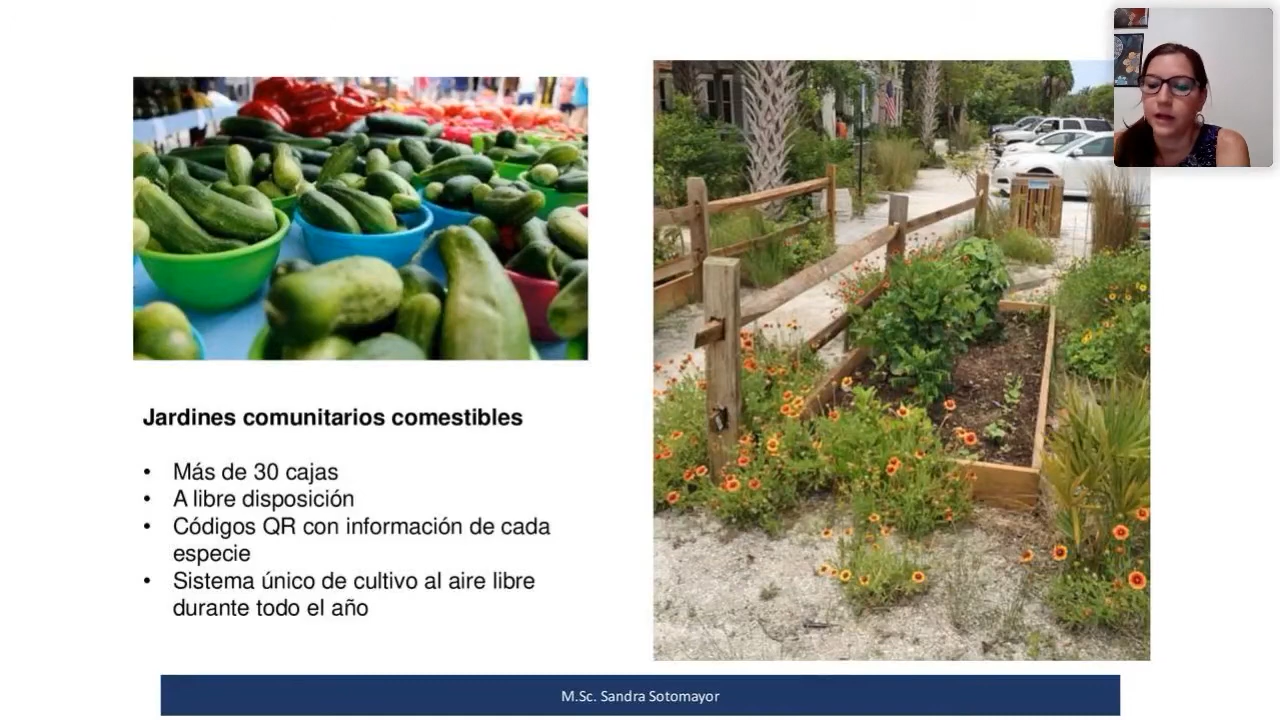 Jardines comunitarios comestibles
• Más de 30 cajas
• A libre disposición
• Códigos QR con información de cada
especie
• Sistema único de cultivo al aire libre
durante todo el año
M.Sc. Sandra Sotomayor